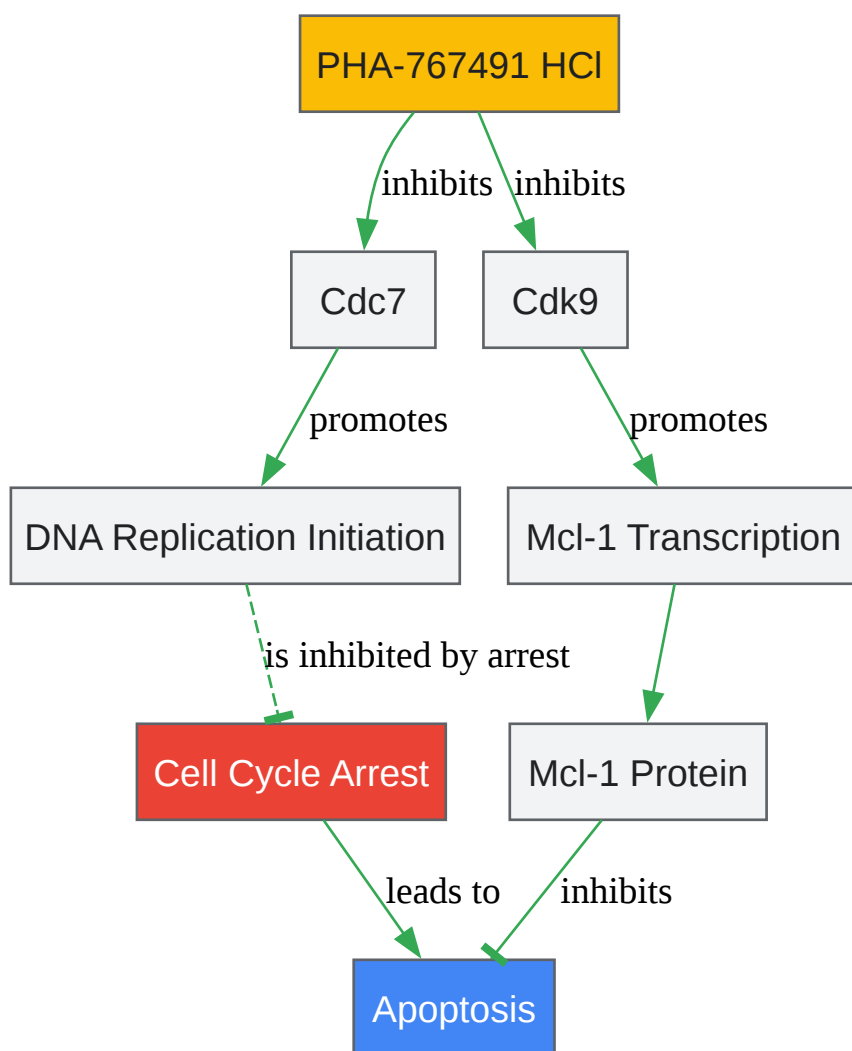 PHA-767491 HCl
inhibits
inhibits
Cdc7
Cdk9
promotes
promotes
DNA Replication Initiation
Mcl-1 Transcription
is inhibited by arrest
Cell Cycle Arrest
Mcl-1 Protein
leads to
inhibits
Apoptosis